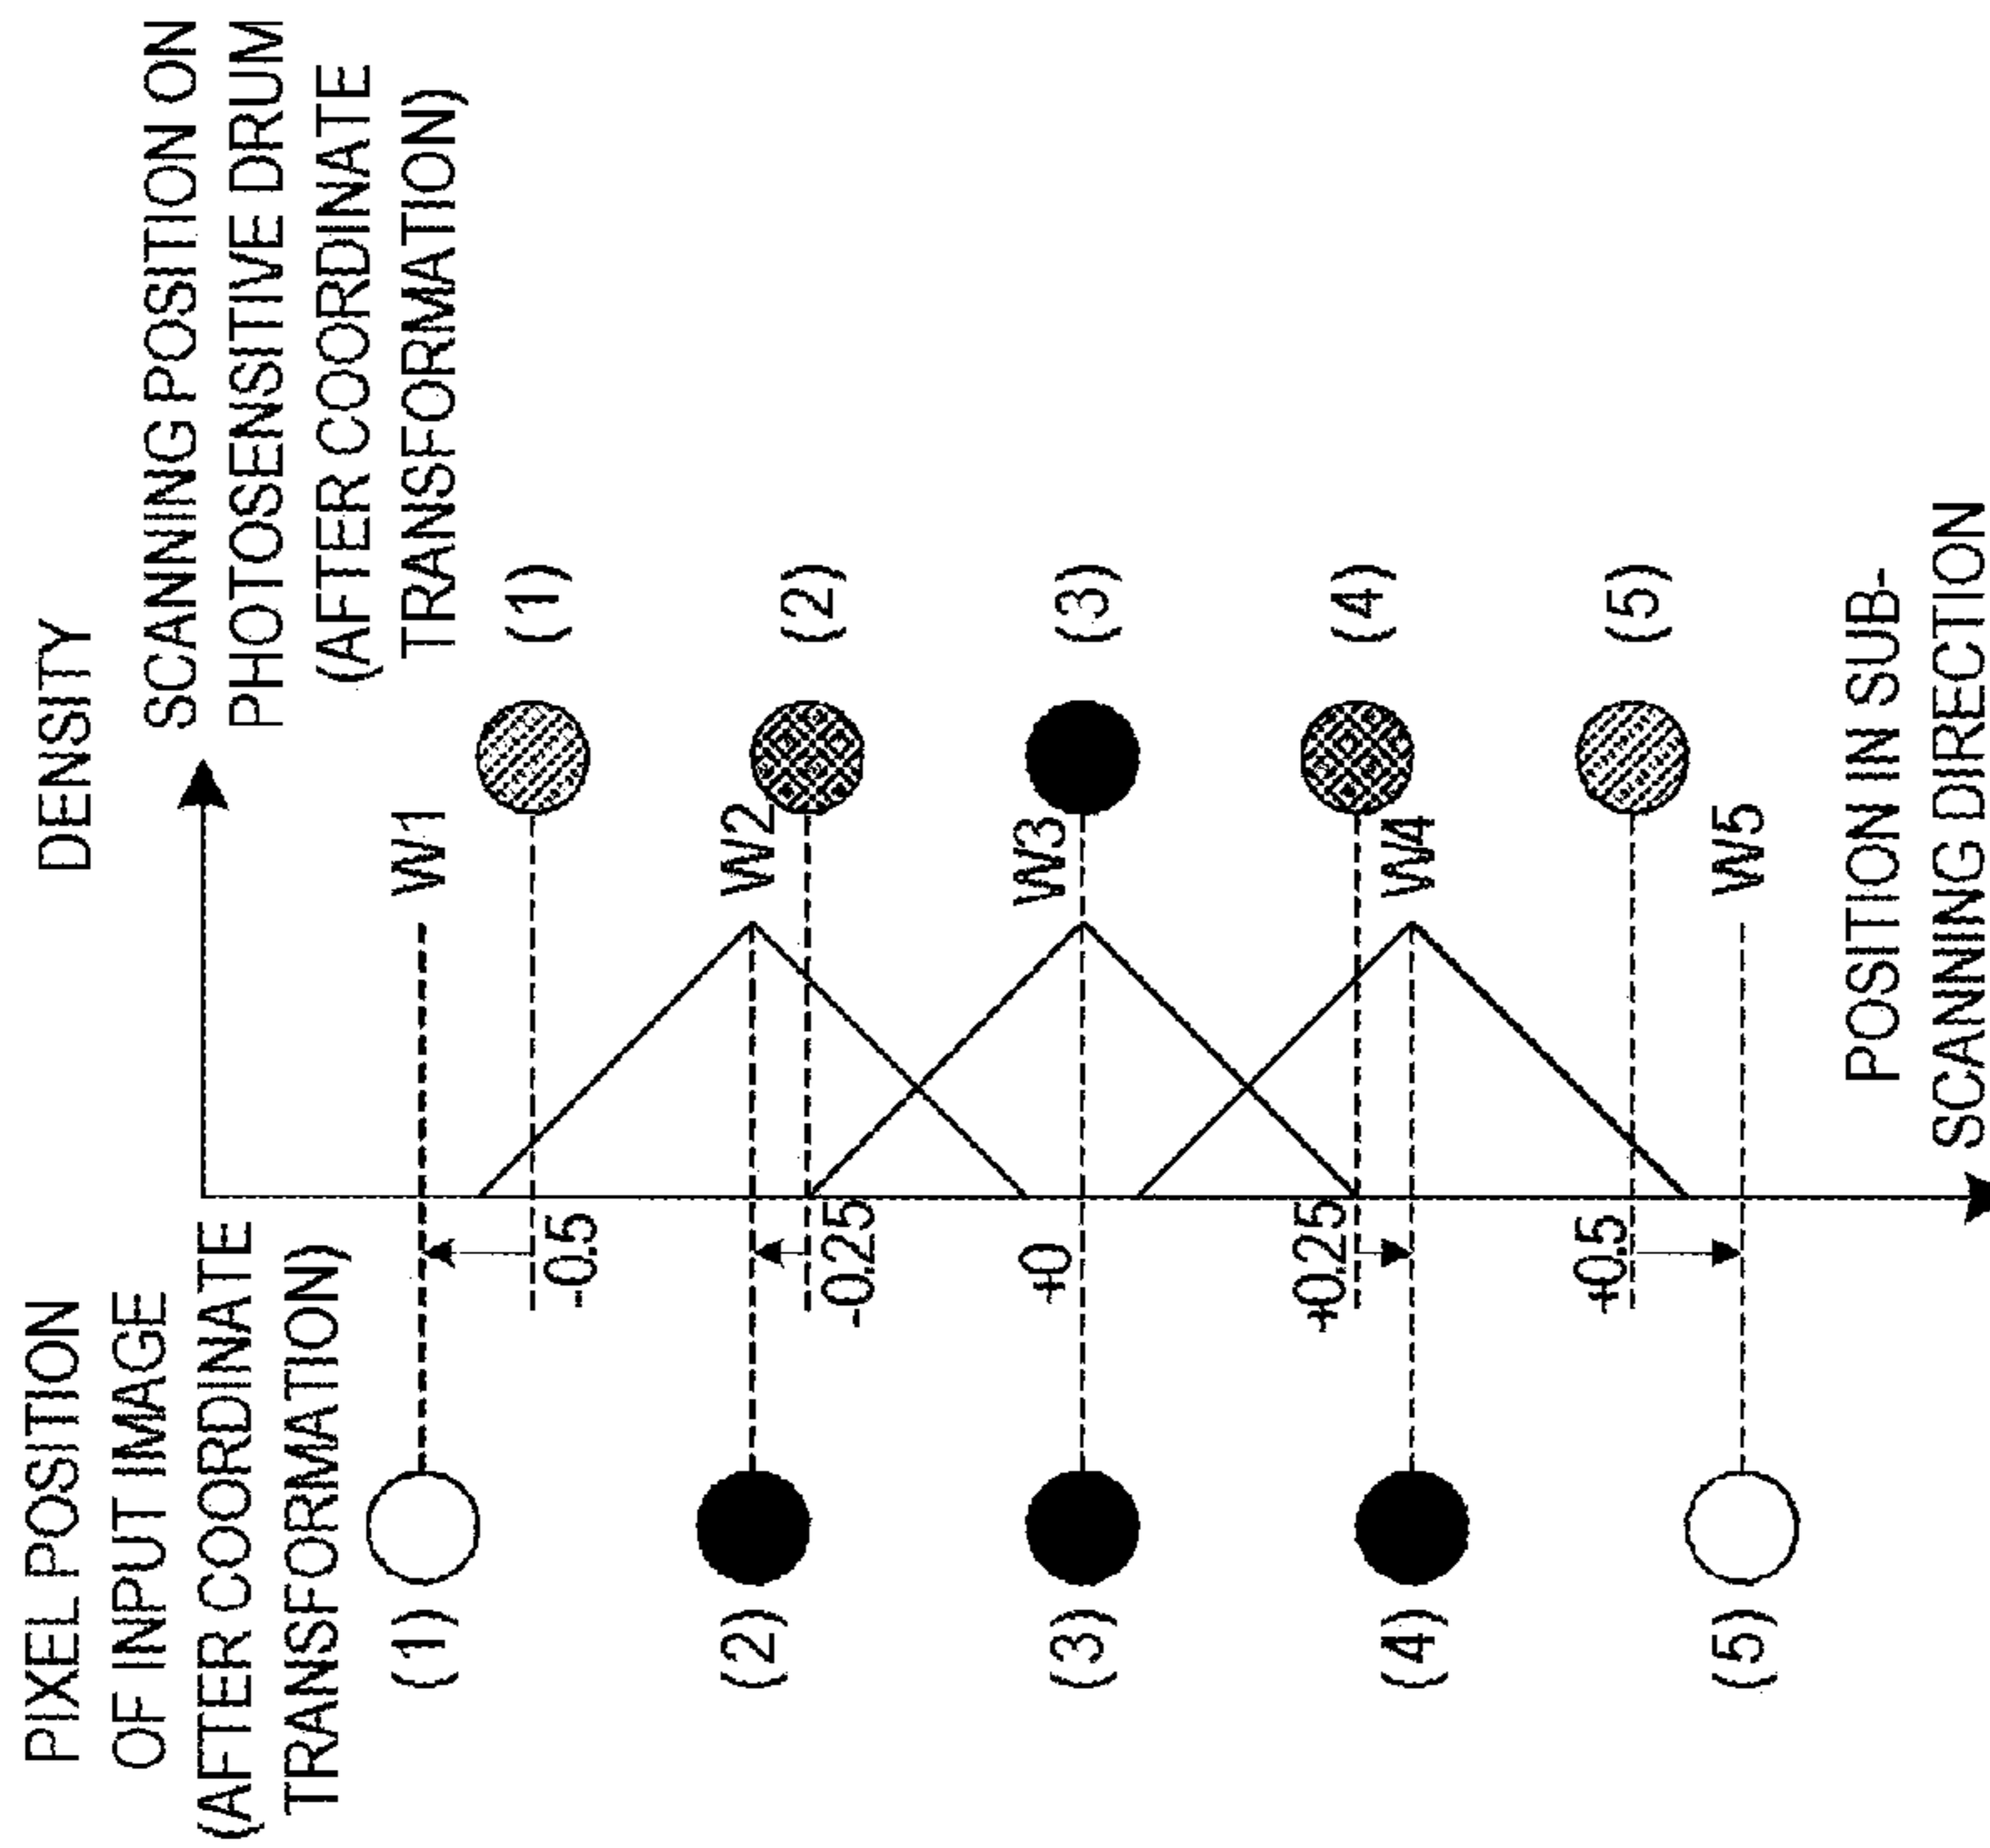 DENSITY
PIXEL POSITION
OF INPUT IMAGE
(AFTER COORDINATE
TRANSFORMATION)
SCANNING POSITION ON
PHOTOSENSITIVE DRUM
(AFTER COORDINATE
TRANSFORMATION)
(1)
W1
-0.5
(1)
(2)
W2
-0.25
(2)
(3)
W3
+0
(3)
(4)
+0.25
W4
(4)
(5)
+0.5
W5
(5)
POSITION IN SUB-
SCANNING DIRECTION